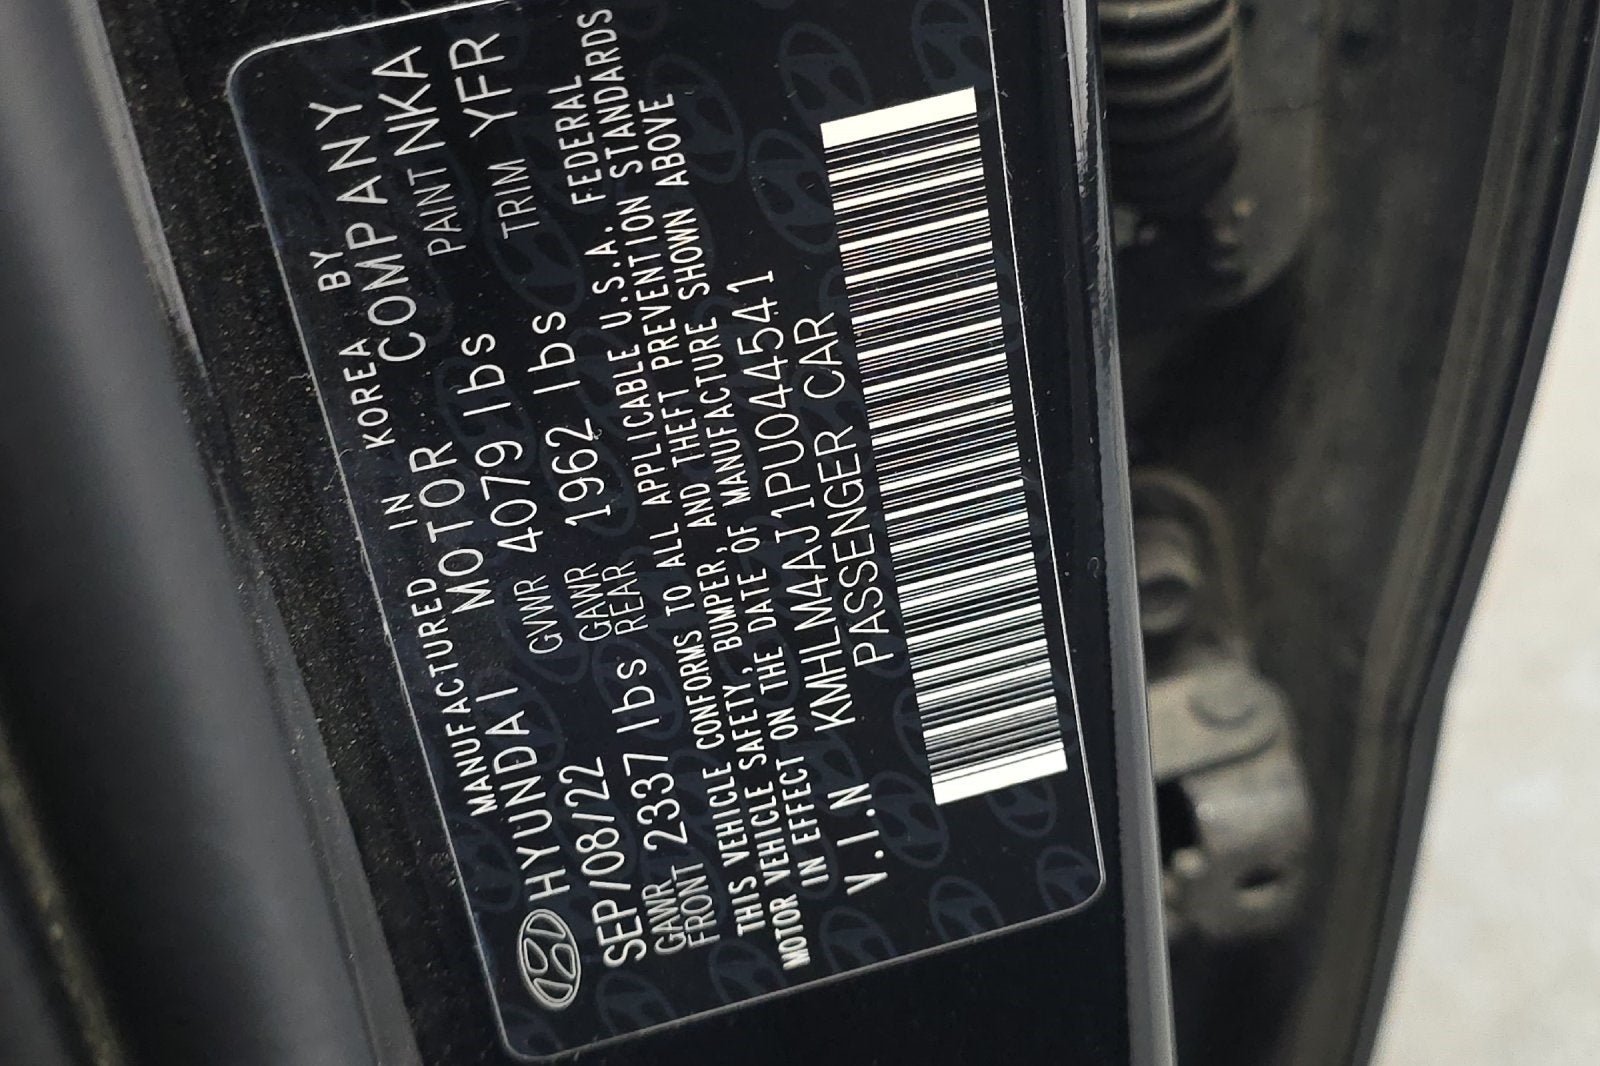 MANUFACTURED IN KOREA BY
HYUNDAI MOTOR COMPANY
SEP/08/22 GVWR 4079 lbs PAINT NKA
GAWR FRONT 2337 lbs GAWR REAR 1962 lbs TRIM YFR
THIS VEHICLE CONFORMS TO ALL APPLICABLE U.S.A. FEDERAL
MOTOR VEHICLE SAFETY, BUMPER, AND THEFT PREVENTION STANDARDS
IN EFFECT ON THE DATE OF MANUFACTURE SHOWN ABOVE
V.I.N KMHLM4AJ1PU044541
PASSENGER CAR